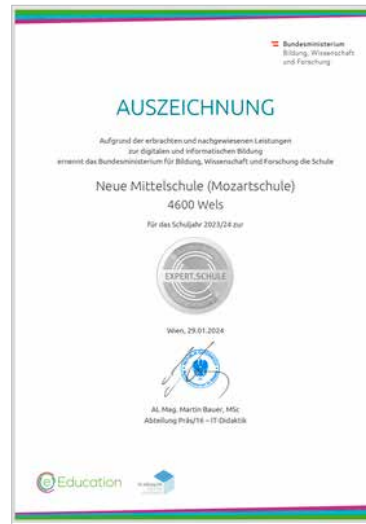 Bundesministerium
Bildung, Wissenschaft
und Forschung
AUSZEICHNUNG
Aufgrund der erbrachten und nachgewiesenen Leistungen
zur digitalen und informatischen Bildung
ernennt das Bundesministerium für Bildung, Wissenschaft und Forschung die Schule
Neue Mittelschule (Mozartschule)
4600 Wels
für das Schuljahr 2023/24 zur
EXPERT.SCHULE
Wien, 29.01.2024
AL Mag. Martin Bauer, MSc
Abteilung Präs/16 – IT-Didaktik
eEducation